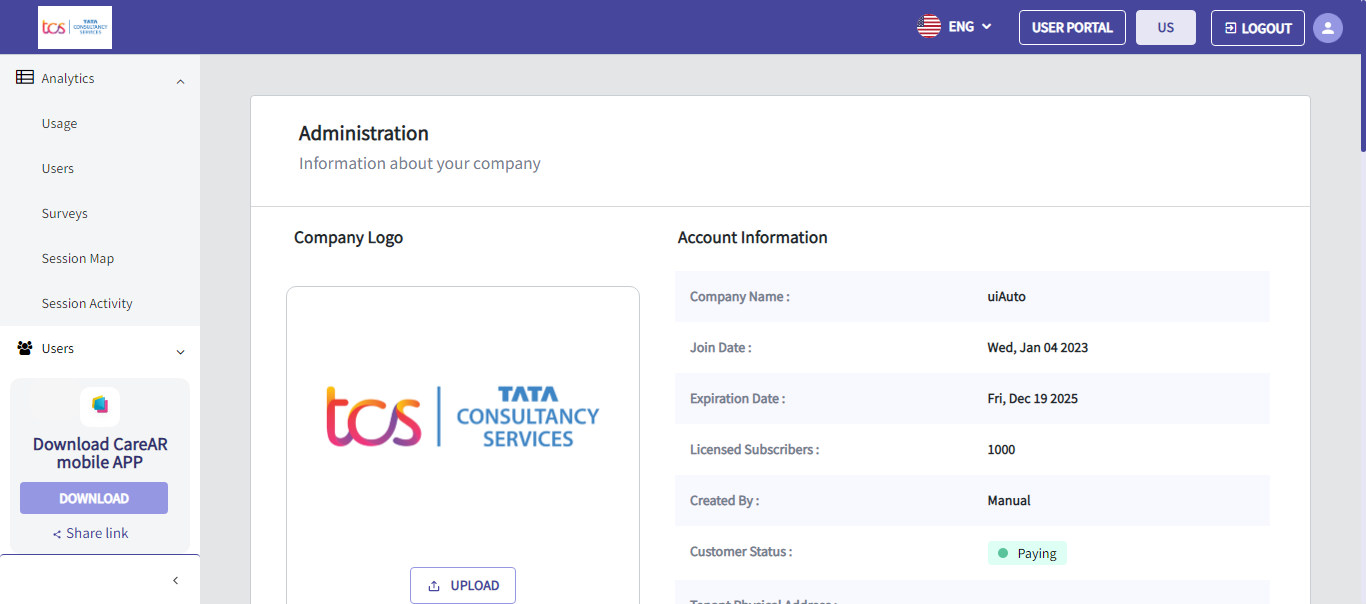 tcs | TATA CONSULTANCY SERVICES
ENG
USER PORTAL
US
LOGOUT
Analytics
Usage
Users
Surveys
Session Map
Session Activity
Users
Download CareAR
mobile APP
DOWNLOAD
Share link
Administration
Information about your company
Company Logo
tcs | TATA
CONSULTANCY
SERVICES
UPLOAD
Account Information
Company Name : uiAuto
Join Date : Wed, Jan 04 2023
Expiration Date : Fri, Dec 19 2025
Licensed Subscribers : 1000
Created By : Manual
Customer Status : Paying
Tenant Physical Address :